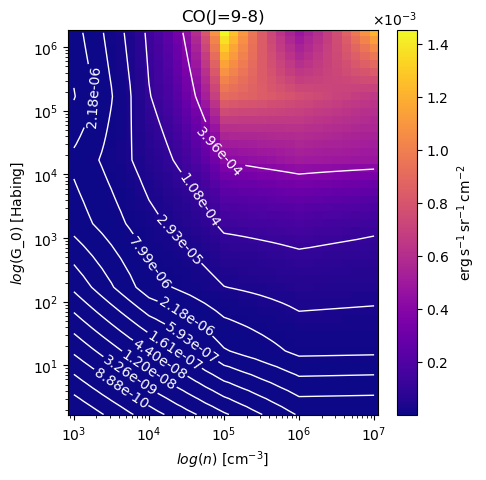 CO(J=9-8)
×10⁻³
log(G_0) [Habing]
10⁶
10⁵
10⁴
10³
10²
10¹
2.18e-06
3.96e-04
1.08e-04
2.93e-05
7.99e-06
2.18e-06
5.93e-07
1.61e-07
4.40e-08
1.20e-08
3.26e-09
8.88e-10
10³ 10⁴ 10⁵ 10⁶ 10⁷
log(n) [cm⁻³]
1.4
1.2
1.0
0.8
0.6
0.4
0.2
erg s⁻¹ sr⁻¹ cm⁻²